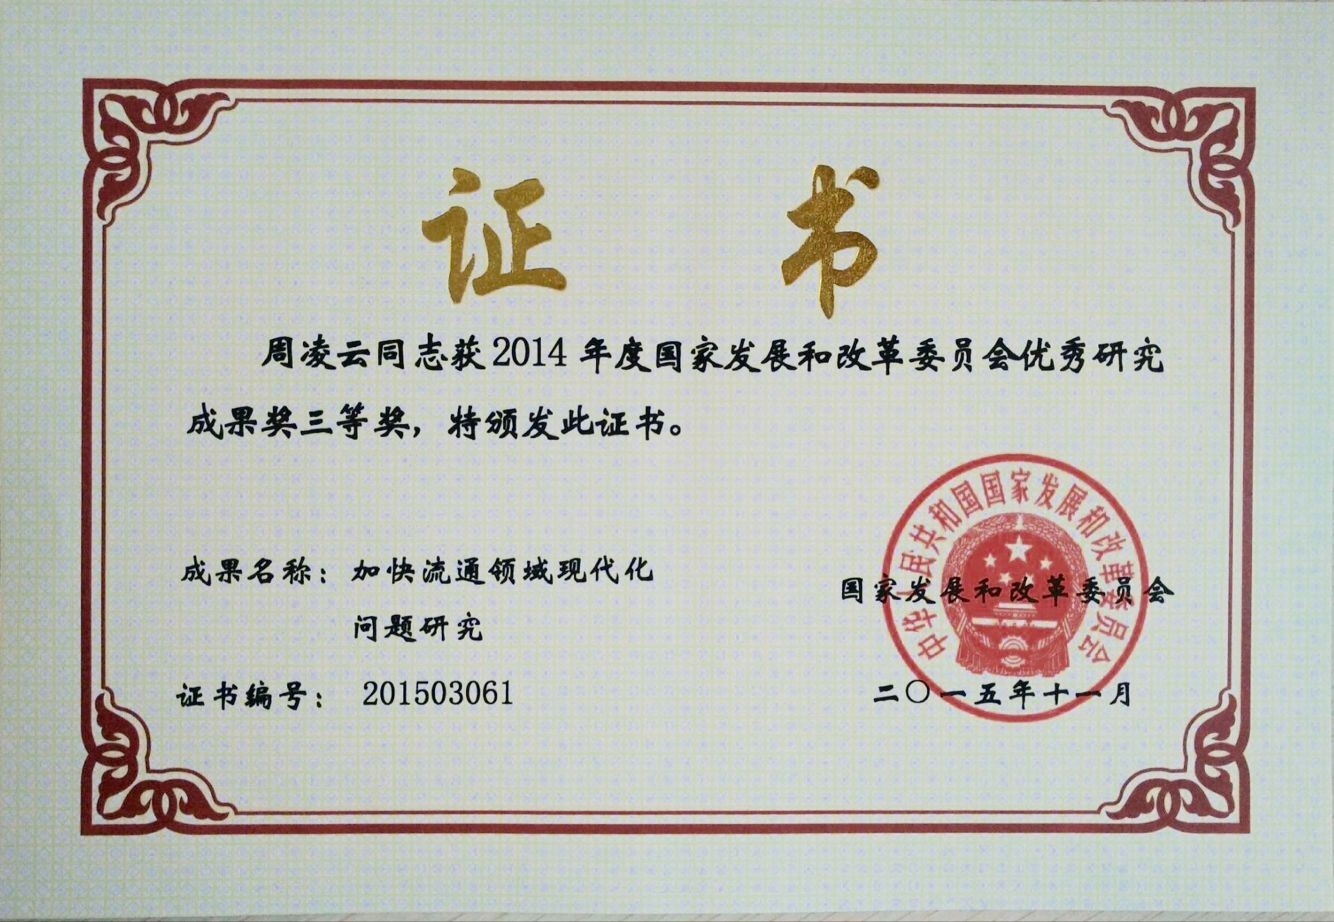 证 书
周凌云同志获2014年度国家发展和改革委员会优秀研究
成果奖三等奖，特颁发此证书。
成果名称：加快流通领域现代化
问题研究
证书编号：201503061
中华人民共和国国家发展和改革委员会
国家发展和改革委员会
二〇一五年十一月